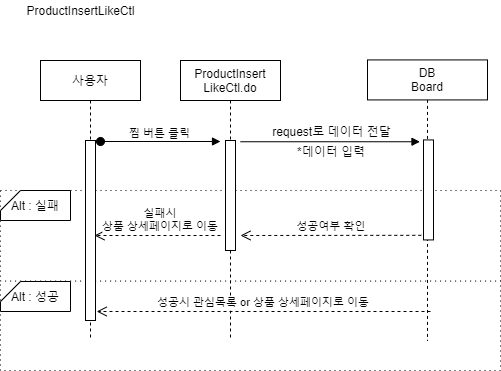 ProductInsertLikeCtl
사용자
ProductInsert
LikeCtl.do
DB
Board
찜 버튼 클릭
request로 데이터 전달
*데이터 입력
Alt : 실패
실패시
상품 상세페이지로 이동
성공여부 확인
Alt : 성공
성공시 관심목록 or 상품 상세페이지로 이동